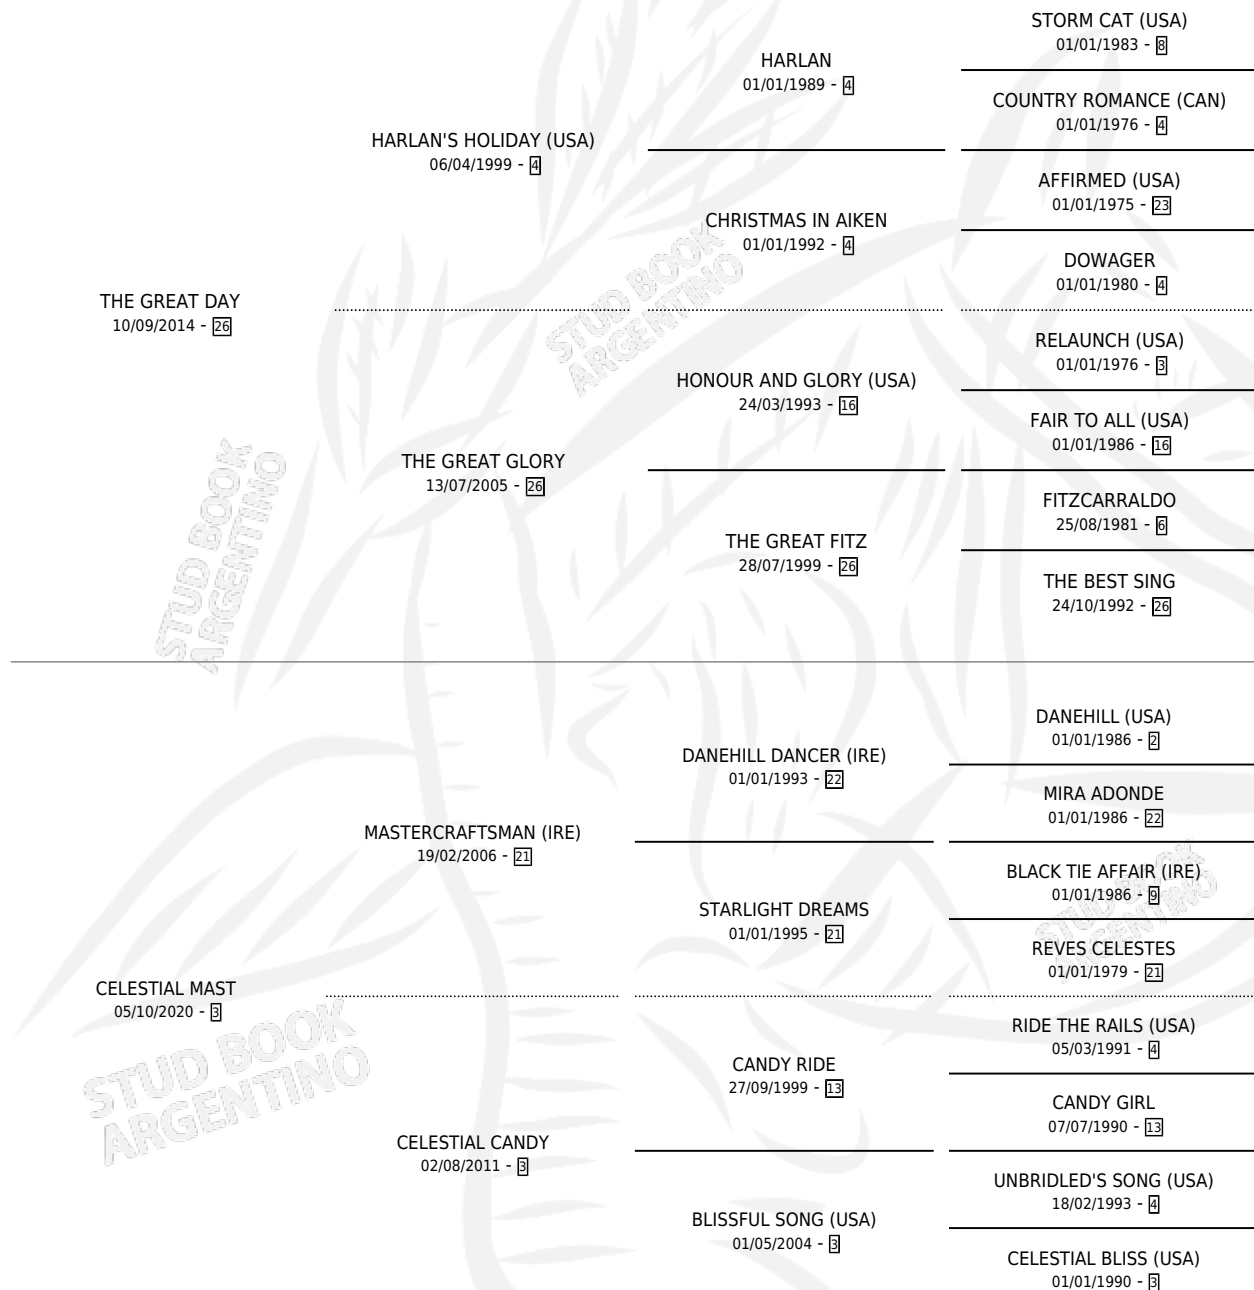 STORM CAT (USA)
01/01/1983 - 8
HARLAN
01/01/1989 - 4
COUNTRY ROMANCE (CAN)
01/01/1976 - 4
HARLAN'S HOLIDAY (USA)
06/04/1999 - 4
AFFIRMED (USA)
01/01/1975 - 23
CHRISTMAS IN AIKEN
01/01/1992 - 4
DOWAGER
01/01/1980 - 4
THE GREAT DAY
10/09/2014 - 26
RELAUNCH (USA)
01/01/1976 - 3
HONOUR AND GLORY (USA)
24/03/1993 - 16
FAIR TO ALL (USA)
01/01/1986 - 16
THE GREAT GLORY
13/07/2005 - 26
FITZCARRALDO
25/08/1981 - 6
THE GREAT FITZ
28/07/1999 - 26
THE BEST SING
24/10/1992 - 26
STUD BOOK
ARGENTINO
STUD BOOK
ARGENTINO
DANEHILL (USA)
01/01/1986 - 2
DANEHILL DANCER (IRE)
01/01/1993 - 22
MIRA ADONDE
01/01/1986 - 22
MASTERCRAFTSMAN (IRE)
19/02/2006 - 21
BLACK TIE AFFAIR (IRE)
01/01/1986 - 9
STARLIGHT DREAMS
01/01/1995 - 21
REVES CELESTES
01/01/1979 - 21
STUD BOOK
ARGENTINO
CELESTIAL MAST
05/10/2020 - 3
STUD BOOK
ARGENTINO
RIDE THE RAILS (USA)
05/03/1991 - 4
CANDY RIDE
27/09/1999 - 13
CANDY GIRL
07/07/1990 - 13
CELESTIAL CANDY
02/08/2011 - 3
UNBRIDLED'S SONG (USA)
18/02/1993 - 4
BLISSFUL SONG (USA)
01/05/2004 - 3
CELESTIAL BLISS (USA)
01/01/1990 - 3